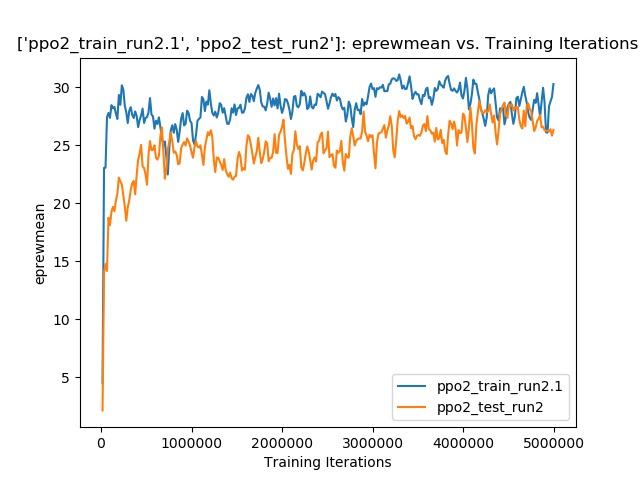 ['ppo2_train_run2.1', 'ppo2_test_run2']: eprewmean vs. Training Iterations
30
25
20
15
10
5
eprewmean
ppo2_train_run2.1
ppo2_test_run2
0 1000000 2000000 3000000 4000000 5000000
Training Iterations